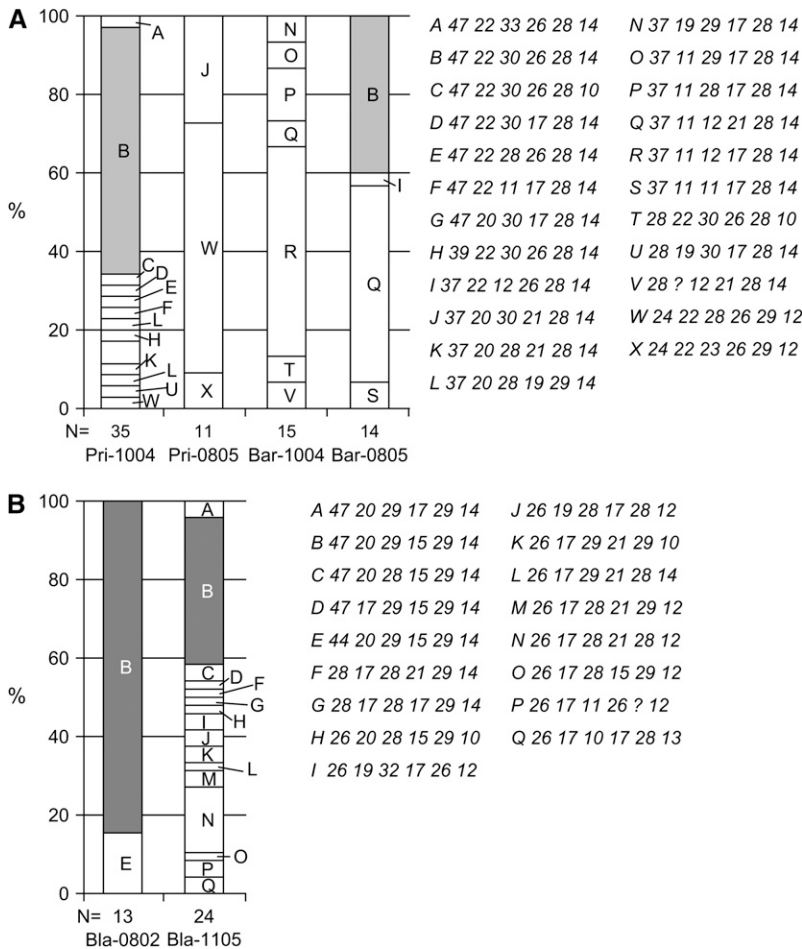 A
100
80
60
40
20
0
%
A
B
C
D
E
F
L
H
K
L
U
W
J
W
X
N
O
P
Q
R
T
V
B
I
Q
S
N= 35 11 15 14
Pri-1004 Pri-0805 Bar-1004 Bar-0805
A 47 22 33 26 28 14
B 47 22 30 26 28 14
C 47 22 30 26 28 10
D 47 22 30 17 28 14
E 47 22 28 26 28 14
F 47 22 11 17 28 14
G 47 20 30 17 28 14
H 39 22 30 26 28 14
I 37 22 12 26 28 14
J 37 20 30 21 28 14
K 37 20 28 21 28 14
L 37 20 28 19 29 14
N 37 19 29 17 28 14
O 37 11 29 17 28 14
P 37 11 28 17 28 14
Q 37 11 12 21 28 14
R 37 11 12 17 28 14
S 37 11 11 17 28 14
T 28 22 30 26 28 10
U 28 19 30 17 28 14
V 28 ? 12 21 28 14
W 24 22 28 26 29 12
X 24 22 23 26 29 12
B
100
80
60
40
20
0
%
B
E
A
B
C
D
F
G
H
I
J
K
L
M
N
O
P
Q
N= 13 24
Bla-0802 Bla-1105
A 47 20 29 17 29 14
B 47 20 29 15 29 14
C 47 20 28 15 29 14
D 47 17 29 15 29 14
E 44 20 29 15 29 14
F 28 17 28 21 29 14
G 28 17 28 17 29 14
H 26 20 28 15 29 10
I 26 19 32 17 26 12
J 26 19 28 17 28 12
K 26 17 29 21 29 10
L 26 17 29 21 28 14
M 26 17 28 21 29 12
N 26 17 28 21 28 12
O 26 17 28 15 29 12
P 26 17 11 26 ? 12
Q 26 17 10 17 28 13